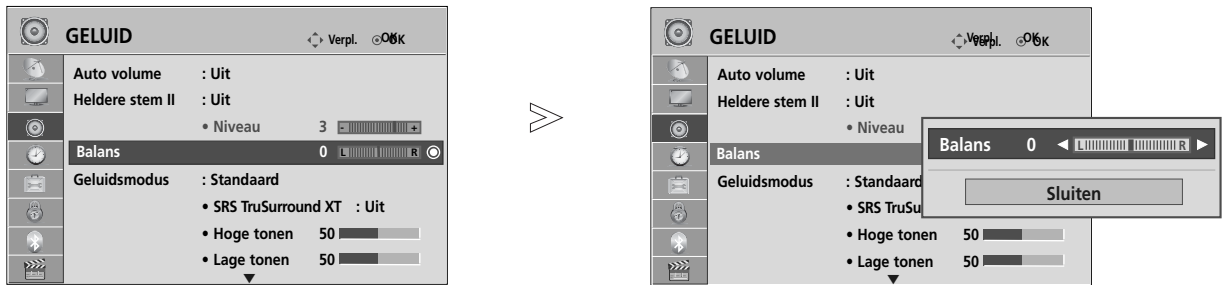 GELUID Verpl. OK
Auto volume : Uit
Heldere stem II : Uit
• Niveau 3 - +
Balans 0 L R
Geluidsmodus : Standaard
• SRS TruSurround XT : Uit
• Hoge tonen 50
• Lage tonen 50
GELUID Verpl. OK
Auto volume : Uit
Heldere stem II : Uit
• Niveau
Balans
Geluidsmodus : Standaard
• SRS TruSu
• Hoge tonen 50
• Lage tonen 50
Balans 0 L R
Sluiten